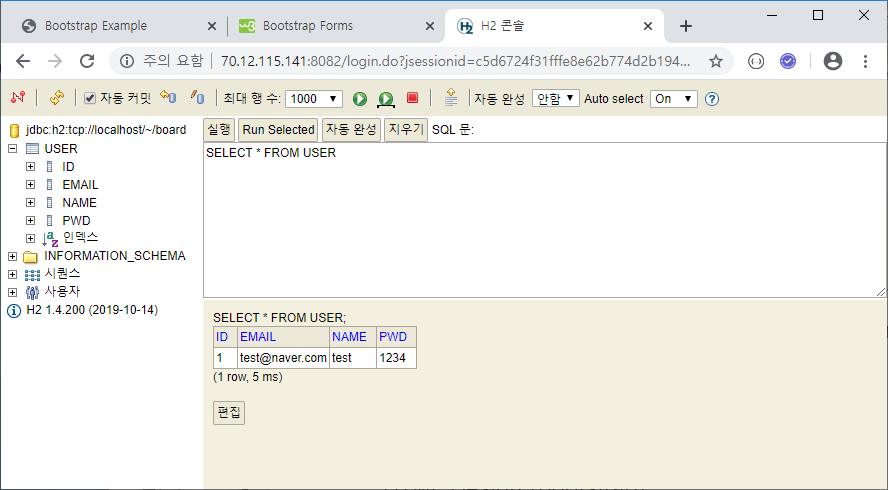 Bootstrap Example
Bootstrap Forms
H2 콘솔
주의 요함 | 70.12.115.141:8082/login.do?jsessionid=c5d6724f31fffe8e62b774d2b194...
자동 커밋 최대 행 수: 1000 자동 완성 안함 Auto select On
jdbc:h2:tcp://localhost/~/board
USER
ID
EMAIL
NAME
PWD
인덱스
INFORMATION_SCHEMA
시퀀스
사용자
H2 1.4.200 (2019-10-14)
실행 Run Selected 자동 완성 지우기 SQL 문:
SELECT * FROM USER
SELECT * FROM USER;
ID EMAIL NAME PWD
1 test@naver.com test 1234
(1 row, 5 ms)
편집